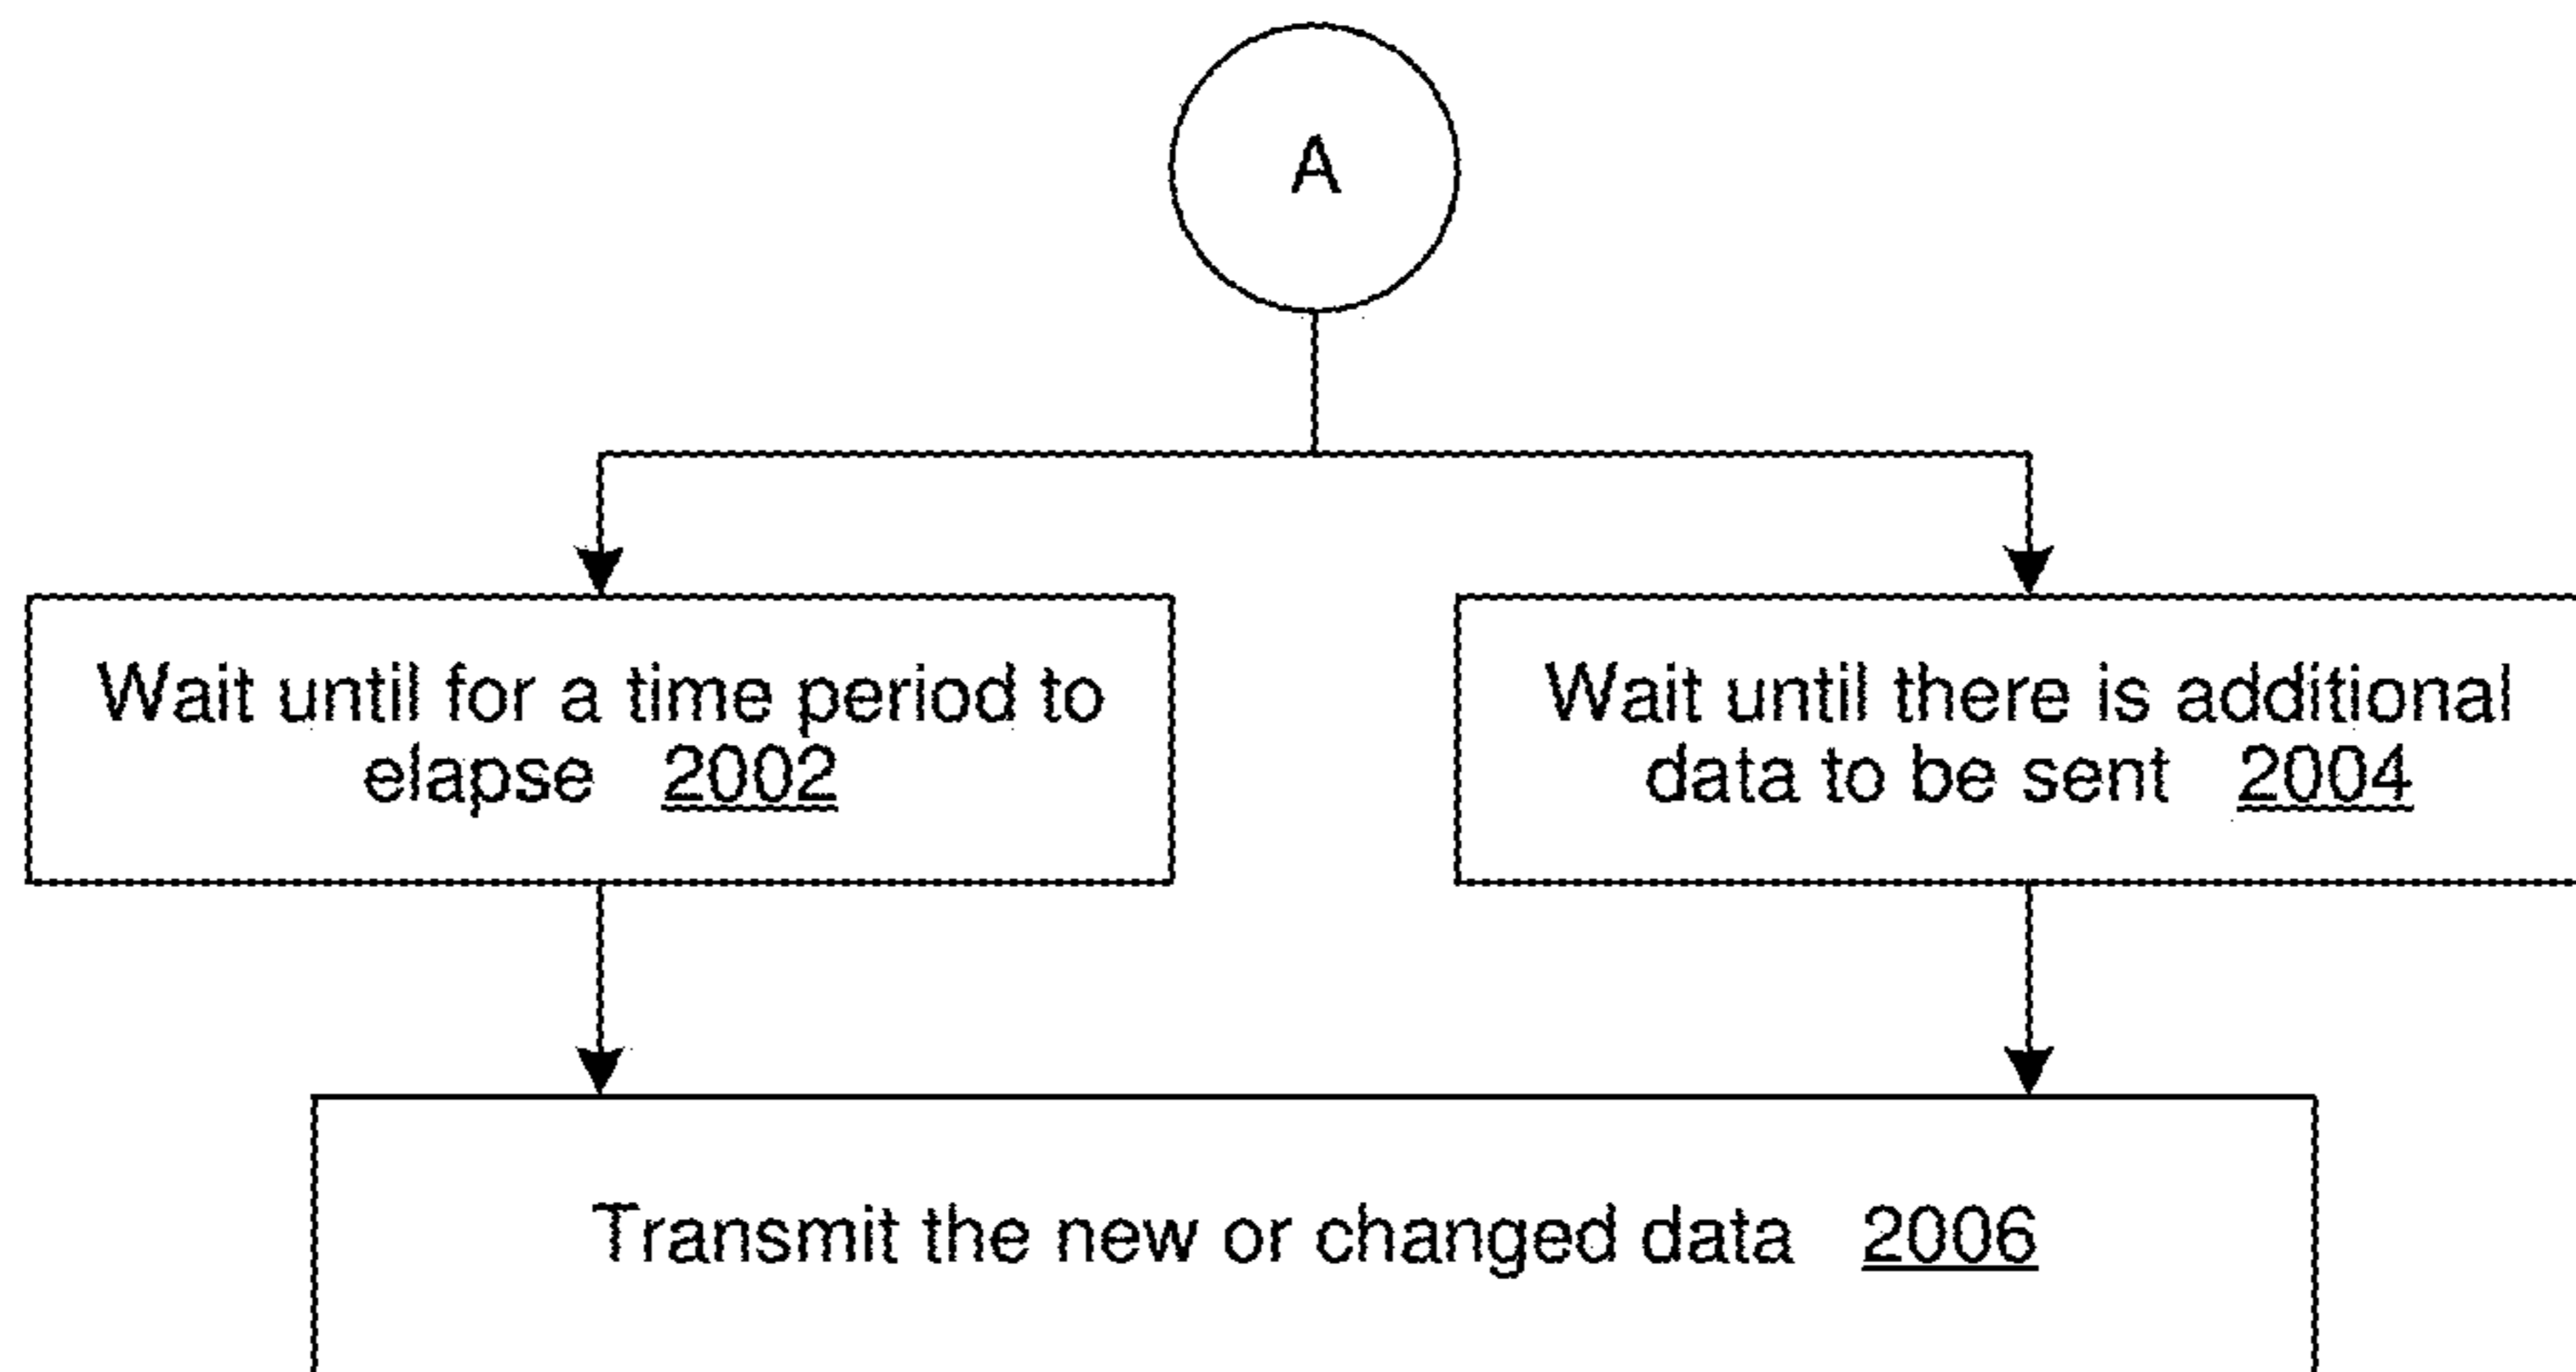 A
Wait until for a time period to
elapse 2002
Wait until there is additional
data to be sent 2004
Transmit the new or changed data 2006